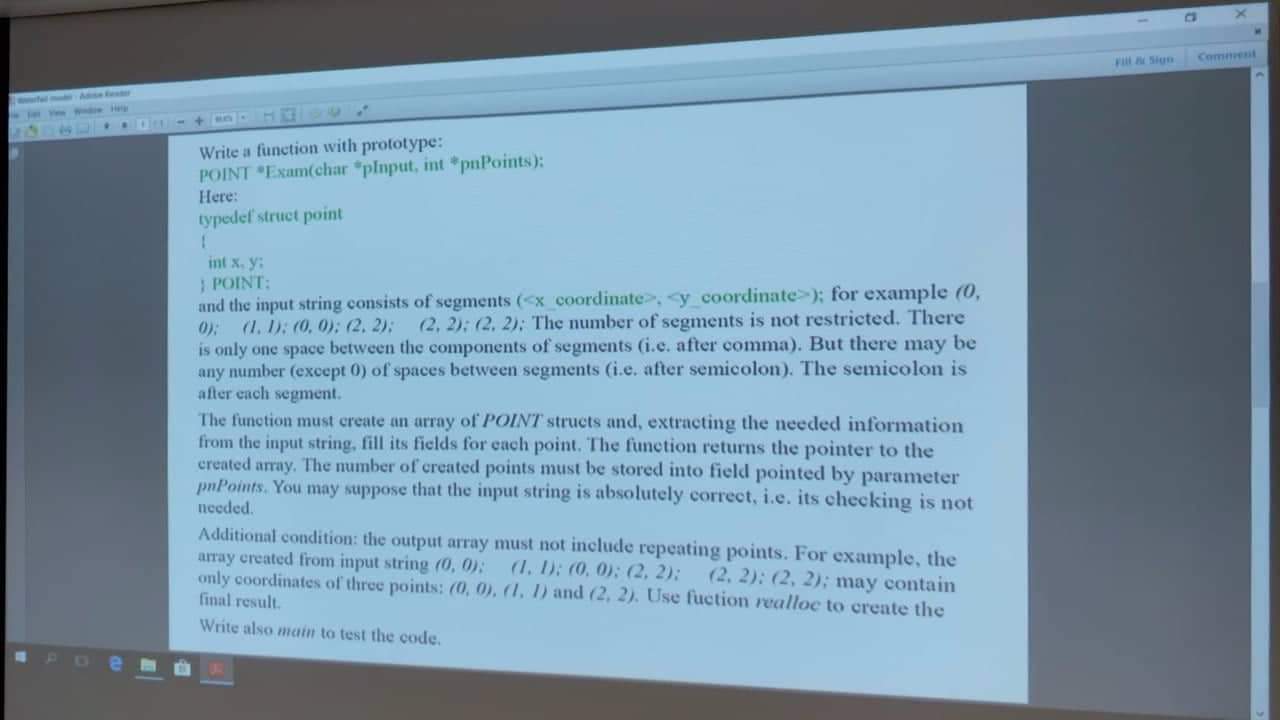 Adobe Reader
Window Help
Fill & Sign Comment
Write a function with prototype:
POINT *Exam(char *pInput, int *pnPoints);
Here:
typedef struct point
{
int x, y;
} POINT;
and the input string consists of segments (<x_coordinate>, <y_coordinate>); for example (0,
0); (1, 1); (0, 0); (2, 2); (2, 2); (2, 2); The number of segments is not restricted. There
is only one space between the components of segments (i.e. after comma). But there may be
any number (except 0) of spaces between segments (i.e. after semicolon). The semicolon is
after each segment.
The function must create an array of POINT structs and, extracting the needed information
from the input string, fill its fields for each point. The function returns the pointer to the
created array. The number of created points must be stored into field pointed by parameter
pnPoints. You may suppose that the input string is absolutely correct, i.e. its checking is not
needed.
Additional condition: the output array must not include repeating points. For example, the
array created from input string (0, 0); (1, 1); (0, 0); (2, 2); (2, 2); (2, 2); may contain
only coordinates of three points: (0, 0), (1, 1) and (2, 2). Use fuction realloc to create the
final result.
Write also main to test the code.